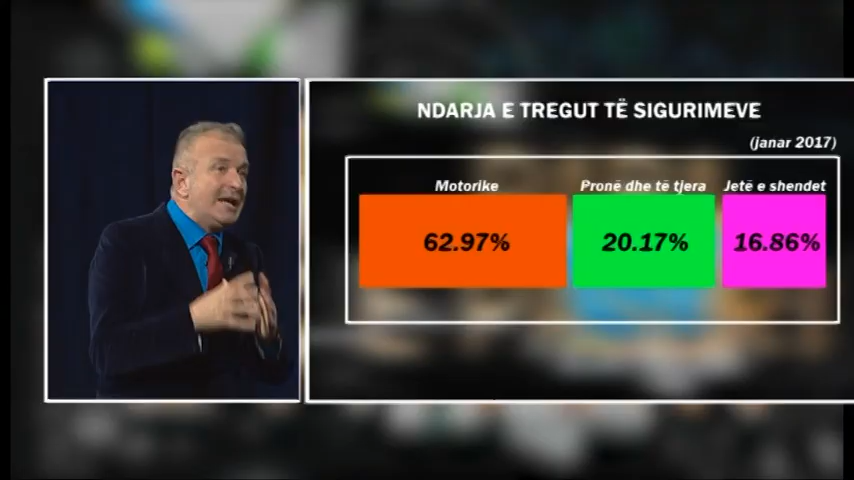 NDARJA E TREGUT TË SIGURIMEVE
(janar 2017)
Motorike Pronë dhe të tjera Jetë e shendet
62.97% 20.17% 16.86%